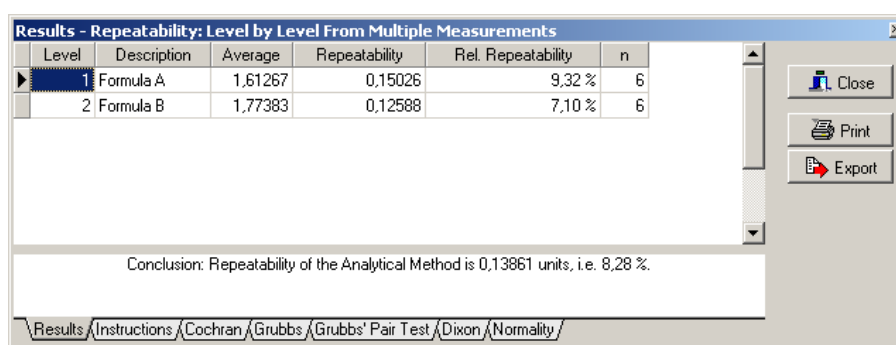 Results - Repeatability: Level by Level From Multiple Measurements
Level Description Average Repeatability Rel. Repeatability n
1 Formula A 1,61267 0,15026 9,32 % 6
2 Formula B 1,77383 0,12588 7,10 % 6
Close
Print
Export
Conclusion: Repeatability of the Analytical Method is 0,13861 units, i.e. 8,28 %.
Results Instructions Cochran Grubbs Grubbs' Pair Test Dixon Normality